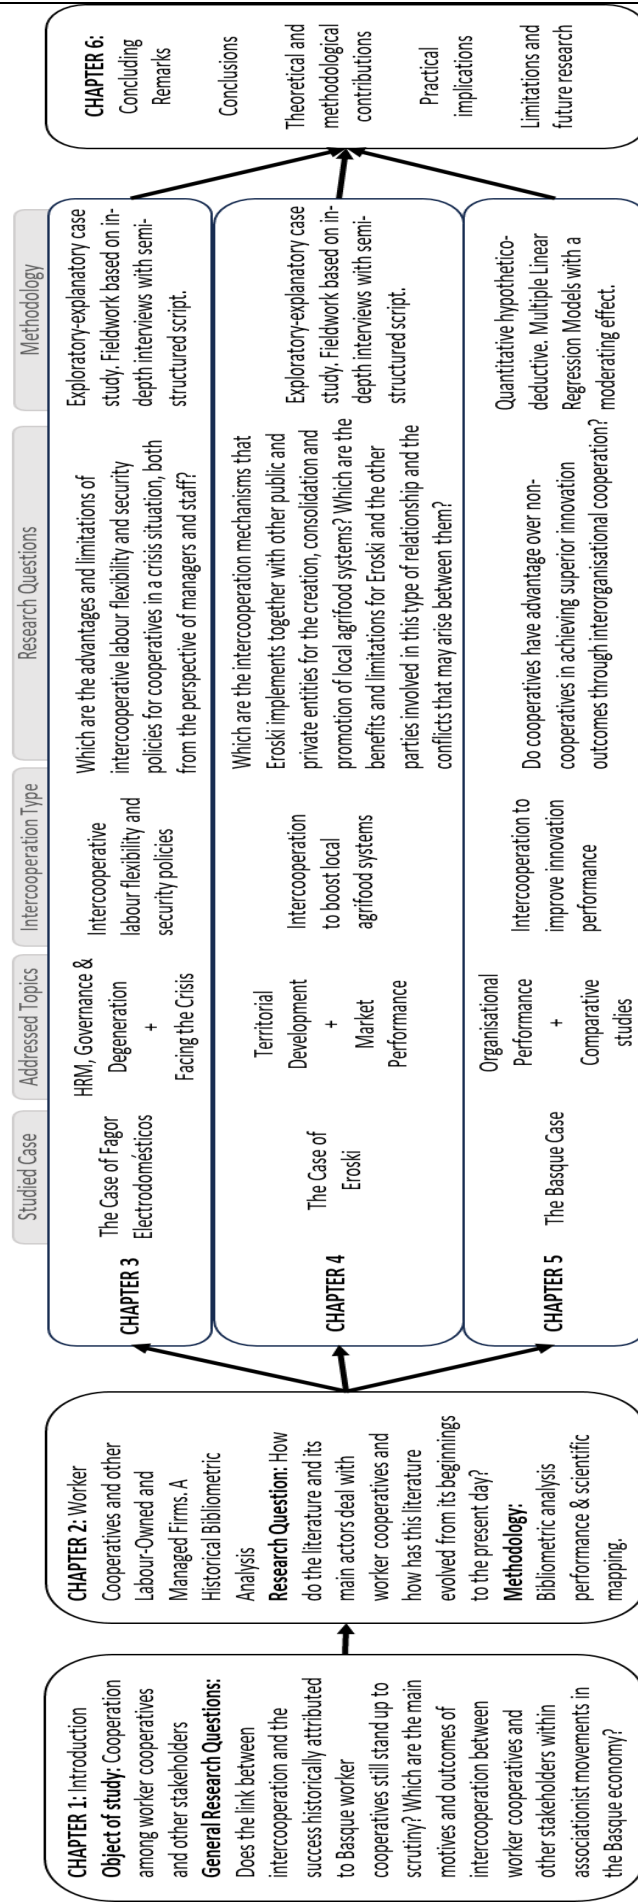 CHAPTER 1: Introduction
Object of study: Cooperation
among worker cooperatives
and other stakeholders
General Research Questions:
Does the link between
intercooperation and the
success historically attributed
to Basque worker
cooperatives still stand up to
scrutiny? Which are the main
motives and outcomes of
intercooperation between
worker cooperatives and
other stakeholders within
associationist movements in
the Basque economy?
CHAPTER 2: Worker
Cooperatives and other
Labour-Owned and
Managed Firms. A
Historical Bibliometric
Analysis
Research Question: How
do the literature and its
main actors deal with
worker cooperatives and
how has this literature
evolved from its beginnings
to the present day?
Methodology:
Bibliometric analysis
performance & scientific
mapping.
Studied Case
Addressed Topics
Intercooperation Type
Research Questions
Methodology
CHAPTER 3
The Case of Fagor
Electrodomésticos
HRM, Governance &
Degeneration
+
Facing the Crisis
Intercooperative
labour flexibility and
security policies
Which are the advantages and limitations of
intercooperative labour flexibility and security
policies for cooperatives in a crisis situation, both
from the perspective of managers and staff?
Exploratory-explanatory case
study. Fieldwork based on in-
depth interviews with semi-
structured script.
CHAPTER 4
The Case of
Eroski
Territorial
Development
+
Market
Performance
Intercooperation
to boost local
agrifood systems
Which are the intercooperation mechanisms that
Eroski implements together with other public and
private entities for the creation, consolidation and
promotion of local agrifood systems? Which are the
benefits and limitations for Eroski and the other
parties involved in this type of relationship and the
conflicts that may arise between them?
Exploratory-explanatory case
study. Fieldwork based on in-
depth interviews with semi-
structured script.
CHAPTER 5
The Basque Case
Organisational
Performance
+
Comparative
studies
Intercooperation to
improve innovation
performance
Do cooperatives have advantage over non-
cooperatives in achieving superior innovation
outcomes through interorganisational cooperation?
Quantitative hypothetico-
deductive. Multiple Linear
Regression Models with a
moderating effect.
CHAPTER 6:
Concluding
Remarks
Conclusions
Theoretical and
methodological
contributions
Practical
implications
Limitations and
future research